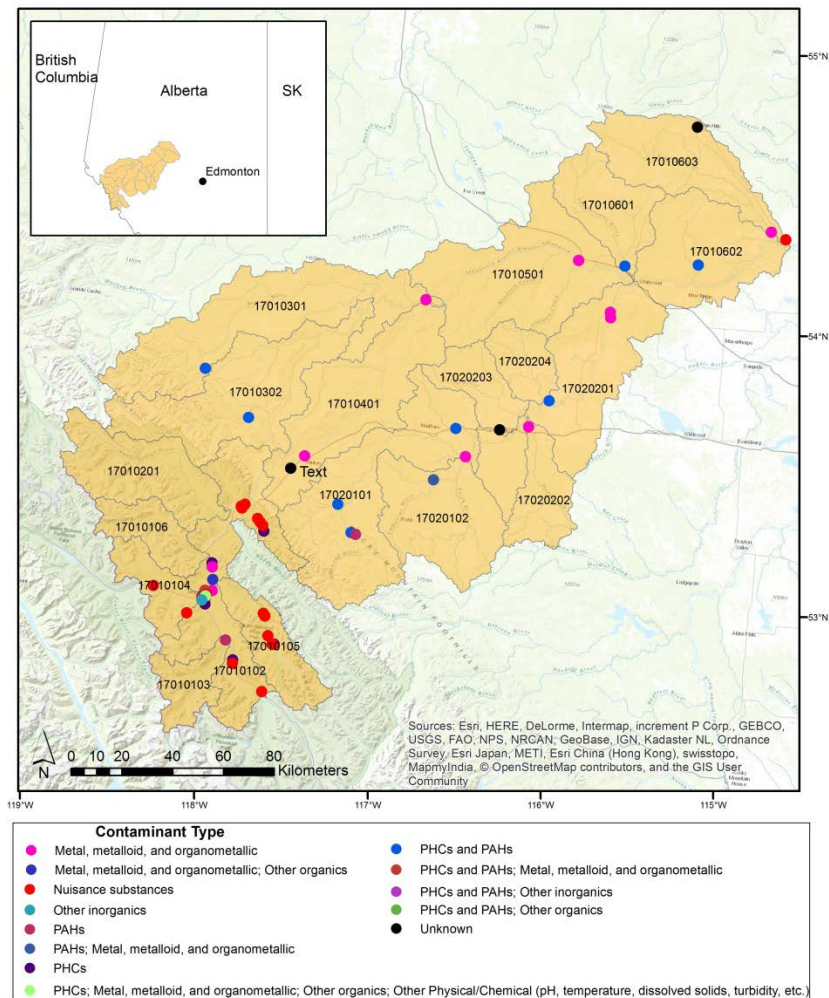 British
Columbia
Alberta
SK
Edmonton
55°N
54°N
53°N
17010603
17010601
17010602
17010501
17010301
17020204
17020203
17020201
17010302
17010401
17010201
Text
17020101
17020102
17020202
17010106
17010104
17010105
17010102
17010103
Sources: Esri, HERE, DeLorme, Intermap, increment P Corp., GEBCO,
USGS, FAO, NPS, NRCAN, GeoBase, IGN, Kadaster NL, Ordnance
Survey, Esri Japan, METI, Esri China (Hong Kong), swisstopo,
MapmyIndia, © OpenStreetMap contributors, and the GIS User
Community
N
0 10 20 40 60 80
Kilometers
119°W 118°W 117°W 116°W 115°W
Contaminant Type
Metal, metalloid, and organometallic
Metal, metalloid, and organometallic; Other organics
Nuisance substances
Other inorganics
PAHs
PAHs; Metal, metalloid, and organometallic
PHCs
PHCs; Metal, metalloid, and organometallic; Other organics; Other Physical/Chemical (pH, temperature, dissolved solids, turbidity, etc.)
PHCs and PAHs
PHCs and PAHs; Metal, metalloid, and organometallic
PHCs and PAHs; Other inorganics
PHCs and PAHs; Other organics
Unknown